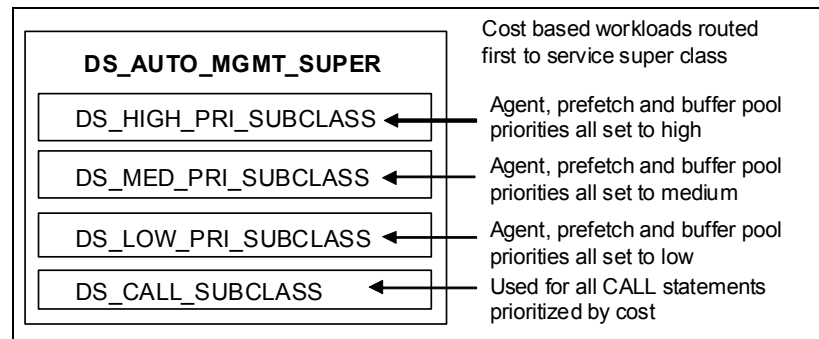 Cost based workloads routed
first to service super class
DS_AUTO_MGMT_SUPER
DS_HIGH_PRI_SUBCLASS
Agent, prefetch and buffer pool
priorities all set to high
DS_MED_PRI_SUBCLASS
Agent, prefetch and buffer pool
priorities all set to medium
DS_LOW_PRI_SUBCLASS
Agent, prefetch and buffer pool
priorities all set to low
DS_CALL_SUBCLASS
Used for all CALL statements
prioritized by cost